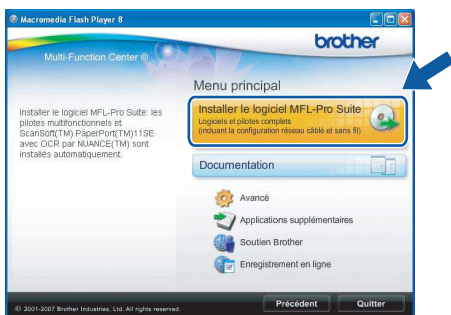 Macromedia Flash Player 8
brother
Multi-Function Center ®
Menu principal
Installer le logiciel MFL-Pro Suite: les
pilotes multifonctionnels et
ScanSoft(TM) PaperPort(TM)11SE
avec OCR par NUANCE(TM) sont
installés automatiquement.
Installer le logiciel MFL-Pro Suite
Logiciels et pilotes complets
(incluant la configuration réseau câblé et sans fil)
Documentation
Avancé
Applications supplémentaires
Soutien Brother
Enregistrement en ligne
© 2001-2007 Brother Industries, Ltd. All rights reserved.
Précédent
Quitter